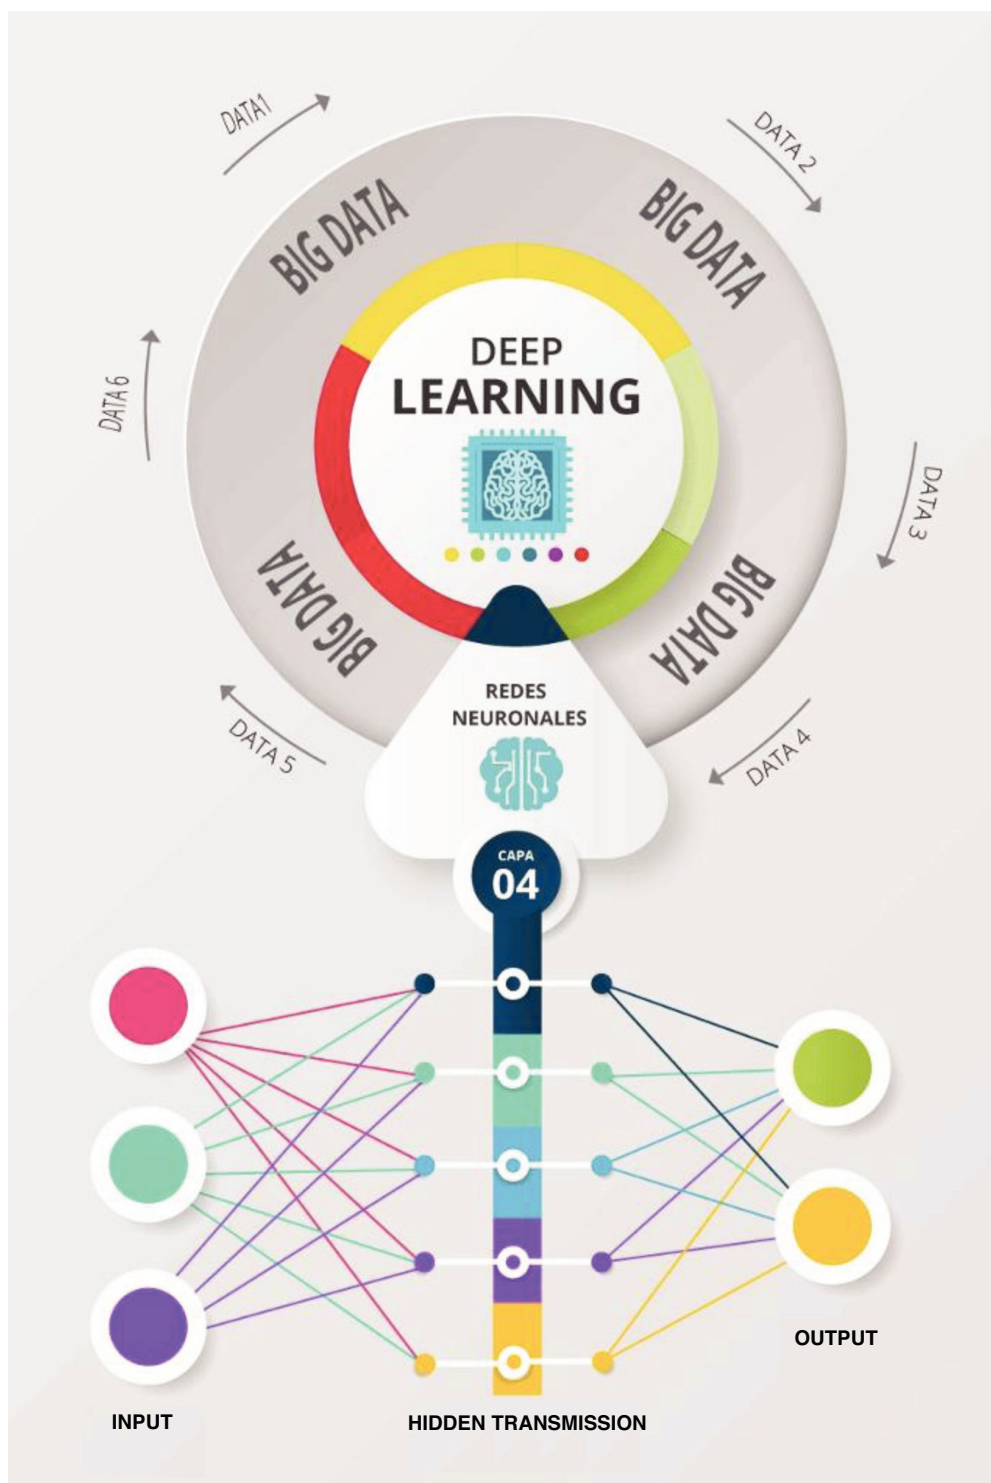 DATA1
DATA 2
BIG DATA
BIG DATA
DEEP
LEARNING
DATA 6
DATA 3
BIG DATA
BIG DATA
REDES
NEURONALES
DATA 5
DATA 4
CAPA
04
OUTPUT
INPUT
HIDDEN TRANSMISSION